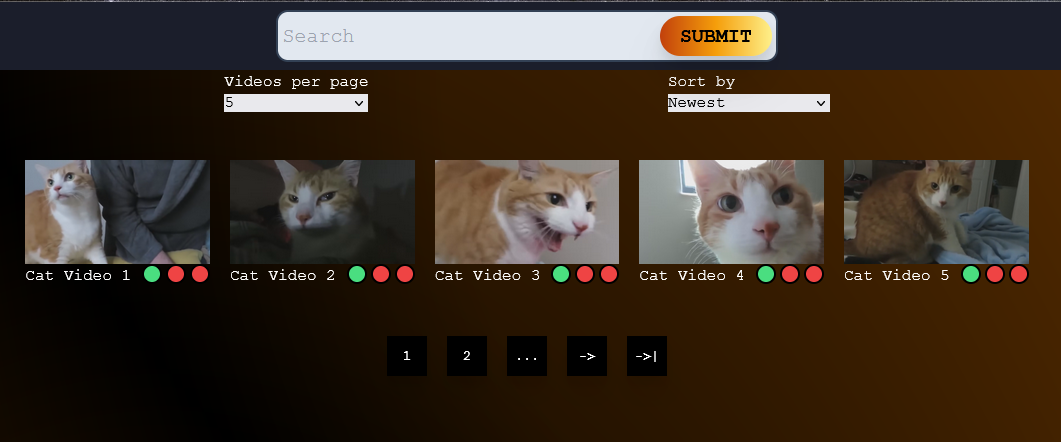 Search SUBMIT
Videos per page Sort by
5 Newest
Cat Video 1 Cat Video 2 Cat Video 3 Cat Video 4 Cat Video 5
1 2 ... -> ->|